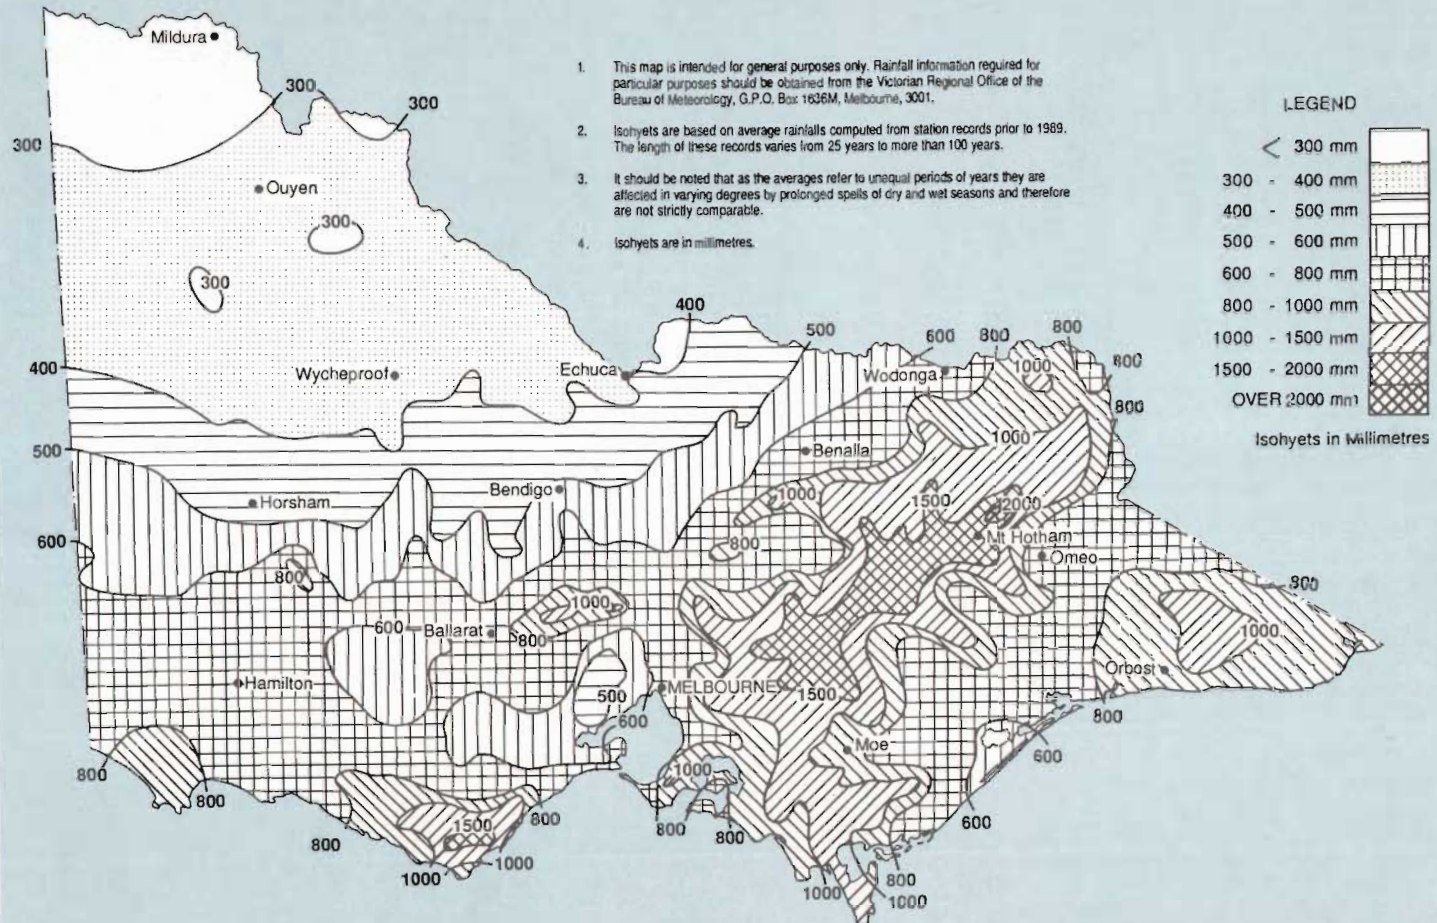 Mildura
300
300
300
Ouyen
300
300
400
400
Wycheproof
Echuca
500
600
800
800
800
1000
Wodonga
800
500
1000
Benalla
Horsham
Bendigo
1000
1500
2000
Mt Hotham
600
800
Omeo
800
800
1000
600
Ballarat
800
1000
Orbost
Hamilton
500
MELBOURNE
1500
800
600
Moe
600
800
1000
800
600
800
1500
800
800
800
1000
1000
1000
800
1000
1. This map is intended for general purposes only. Rainfall information required for
particular purposes should be obtained from the Victorian Regional Office of the
Bureau of Meteorology, G.P.O. Box 1636M, Melbourne, 3001.
2. Isohyets are based on average rainfalls computed from station records prior to 1989.
The length of these records varies from 25 years to more than 100 years.
3. It should be noted that as the averages refer to unequal periods of years they are
affected in varying degrees by prolonged spells of dry and wet seasons and therefore
are not strictly comparable.
4. Isohyets are in millimetres.
LEGEND
< 300 mm
300 - 400 mm
400 - 500 mm
500 - 600 mm
600 - 800 mm
800 - 1000 mm
1000 - 1500 mm
1500 - 2000 mm
OVER 2000 mm
Isohyets in Millimetres